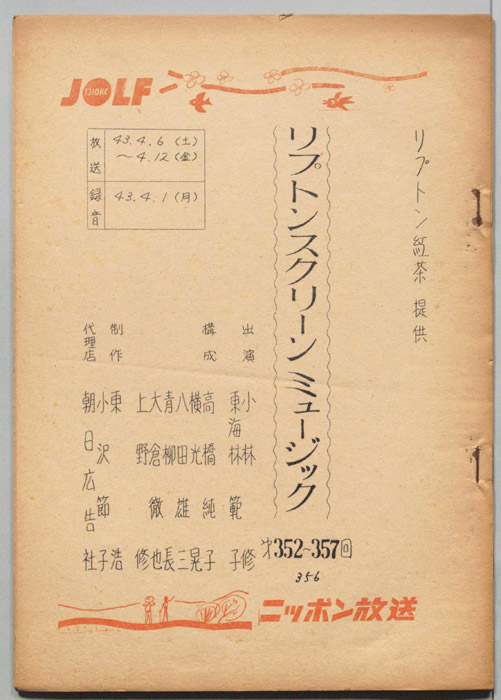 JOLF
1310KC
リプトン紅茶 提供
リプトンスクリーンミュージック
才352~357回
356
放送 43.4.6(土)
~4.12(金)
録音 43.4.1(月)
出演 小林 修
東海林 範子
構成 高橋 純子
横光 晃
八田 雄三
青柳 長
大倉 徹也
上野 修
制作 東 浩
小沢 節子
代理店 朝日広告社
ニッポン放送